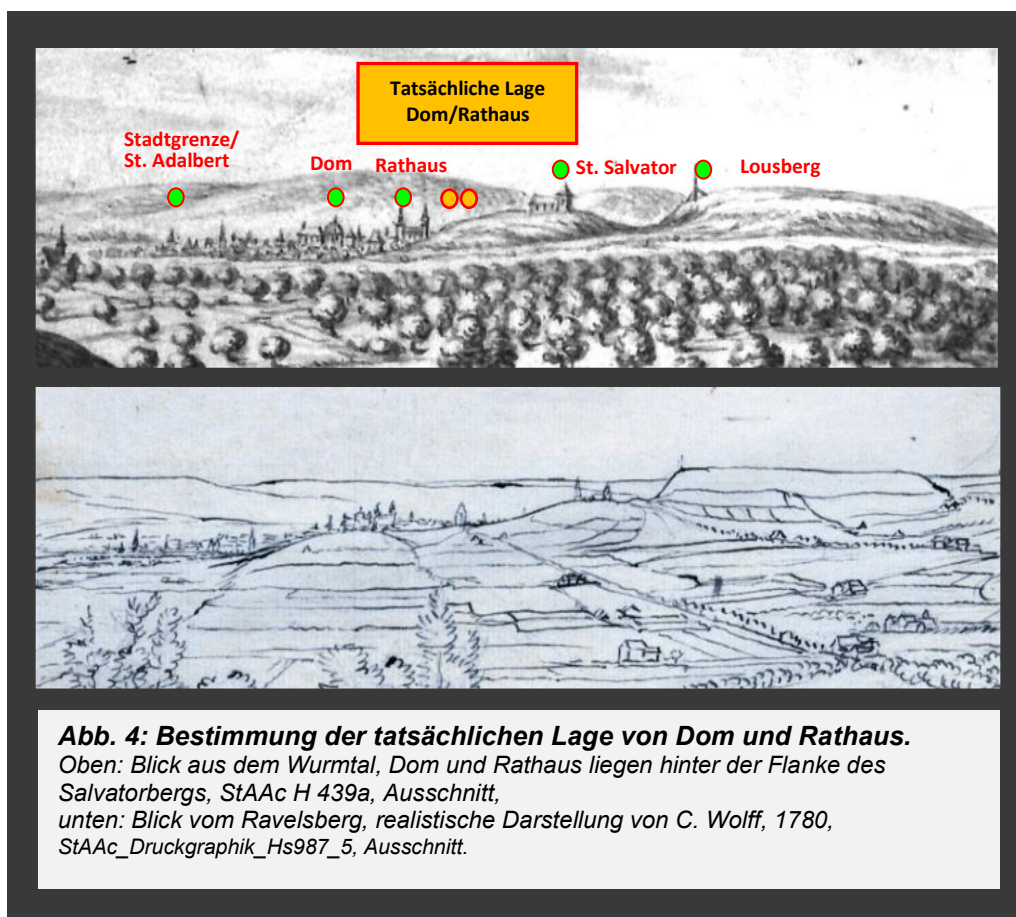 Tatsächliche Lage
Dom/Rathaus
Stadtgrenze/
St. Adalbert
Dom
Rathaus
St. Salvator
Lousberg
Abb. 4: Bestimmung der tatsächlichen Lage von Dom und Rathaus.
Oben: Blick aus dem Wurmtal, Dom und Rathaus liegen hinter der Flanke des
Salvatorbergs, StAAc H 439a, Ausschnitt,
unten: Blick vom Ravelsberg, realistische Darstellung von C. Wolff, 1780,
StAAc_Druckgraphik_Hs987_5, Ausschnitt.